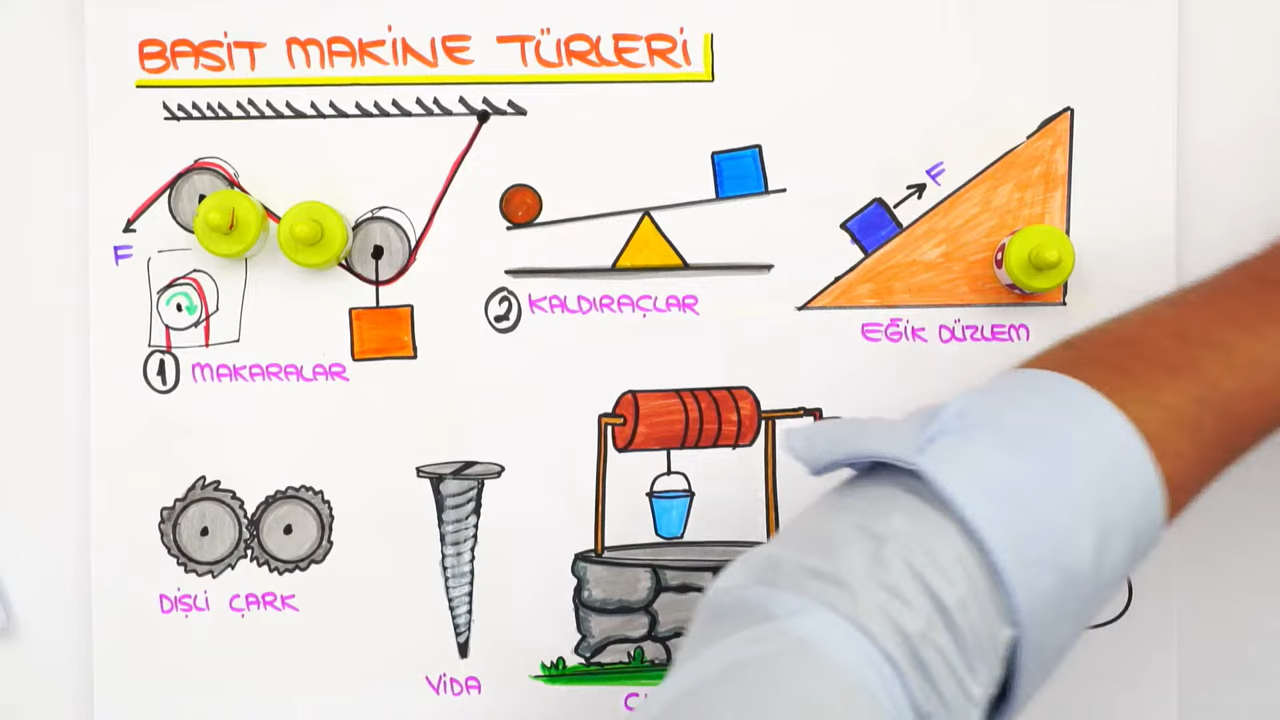 BASİT MAKİNE TÜRLERİ
F
F
2 KALDIRAÇLAR
EĞİK DÜZLEM
1 MAKARALAR
DİŞLİ ÇARK
VİDA